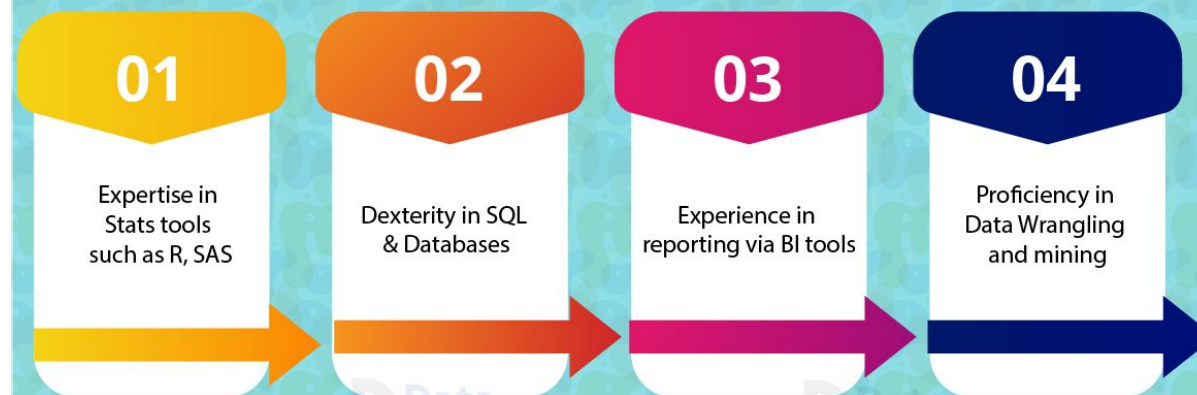 01
Expertise in
Stats tools
such as R, SAS
02
Dexterity in SQL
& Databases
03
Experience in
reporting via BI tools
04
Proficiency in
Data Wrangling
and mining
Data